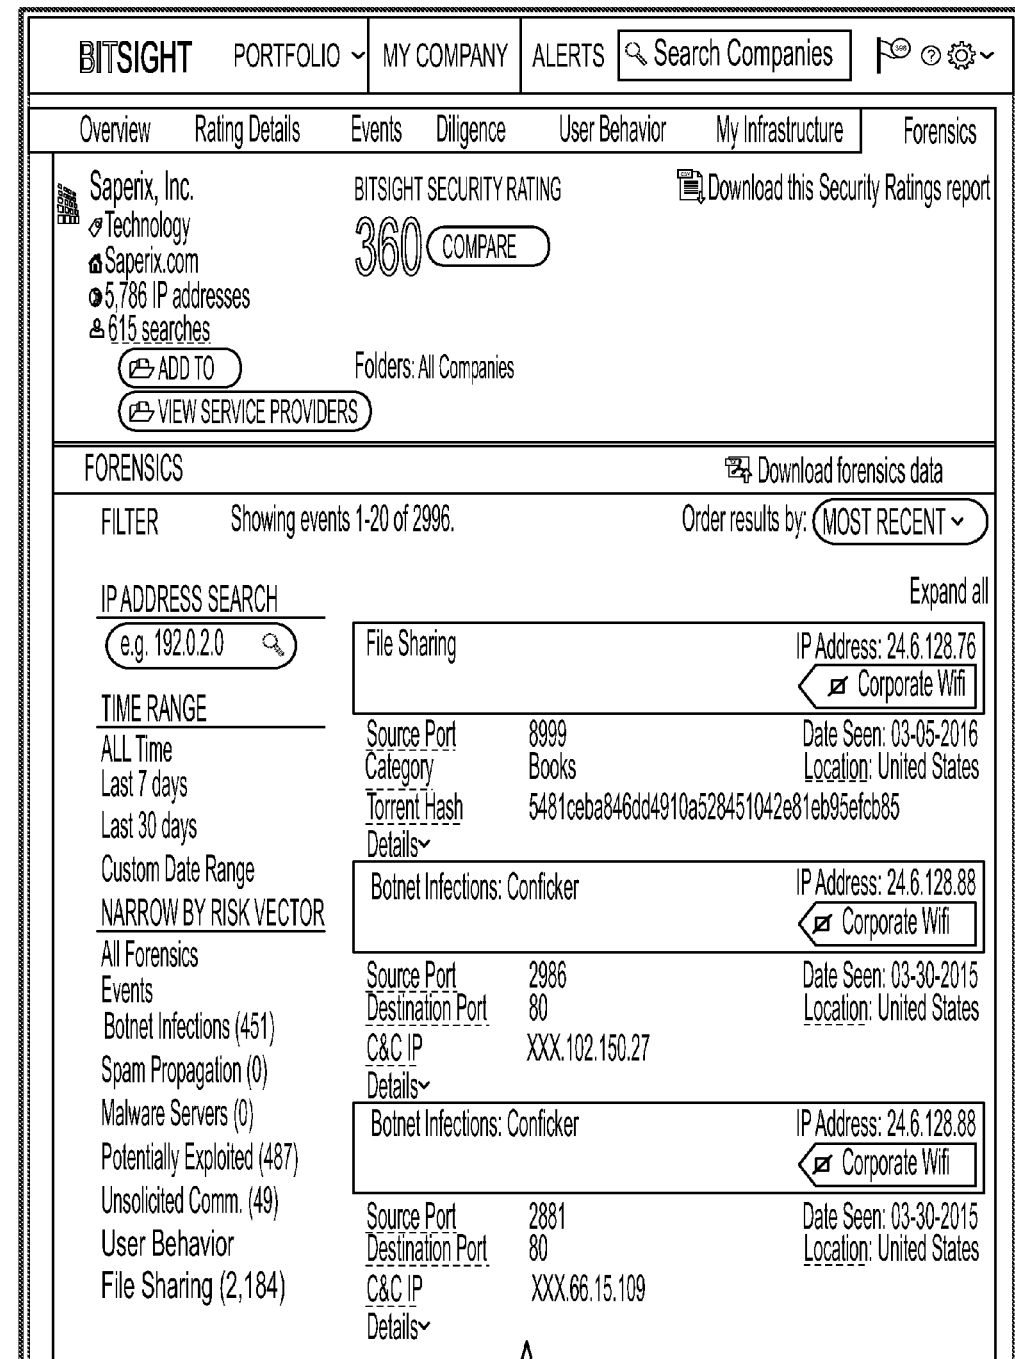 BITSIGHT PORTFOLIO MY COMPANY ALERTS Search Companies 398 ?
Overview Rating Details Events Diligence User Behavior My Infrastructure Forensics
Saperix, Inc. BITSIGHT SECURITY RATING Download this Security Ratings report
Technology 360 COMPARE
Saperix.com
5,786 IP addresses
615 searches
ADD TO Folders: All Companies
VIEW SERVICE PROVIDERS
FORENSICS Download forensics data
FILTER Showing events 1-20 of 2996. Order results by: MOST RECENT
Expand all
IP ADDRESS SEARCH
e.g. 192.0.2.0
TIME RANGE
ALL Time
Last 7 days
Last 30 days
Custom Date Range
NARROW BY RISK VECTOR
All Forensics
Events
Botnet Infections (451)
Spam Propagation (0)
Malware Servers (0)
Potentially Exploited (487)
Unsolicited Comm. (49)
User Behavior
File Sharing (2,184)
File Sharing IP Address: 24.6.128.76
Corporate Wifi
Source Port 8999 Date Seen: 03-05-2016
Category Books Location: United States
Torrent Hash 5481ceba846dd4910a528451042e81eb95efcb85
Details
Botnet Infections: Conficker IP Address: 24.6.128.88
Corporate Wifi
Source Port 2986 Date Seen: 03-30-2015
Destination Port 80 Location: United States
C&C IP XXX.102.150.27
Details
Botnet Infections: Conficker IP Address: 24.6.128.88
Corporate Wifi
Source Port 2881 Date Seen: 03-30-2015
Destination Port 80 Location: United States
C&C IP XXX.66.15.109
Details